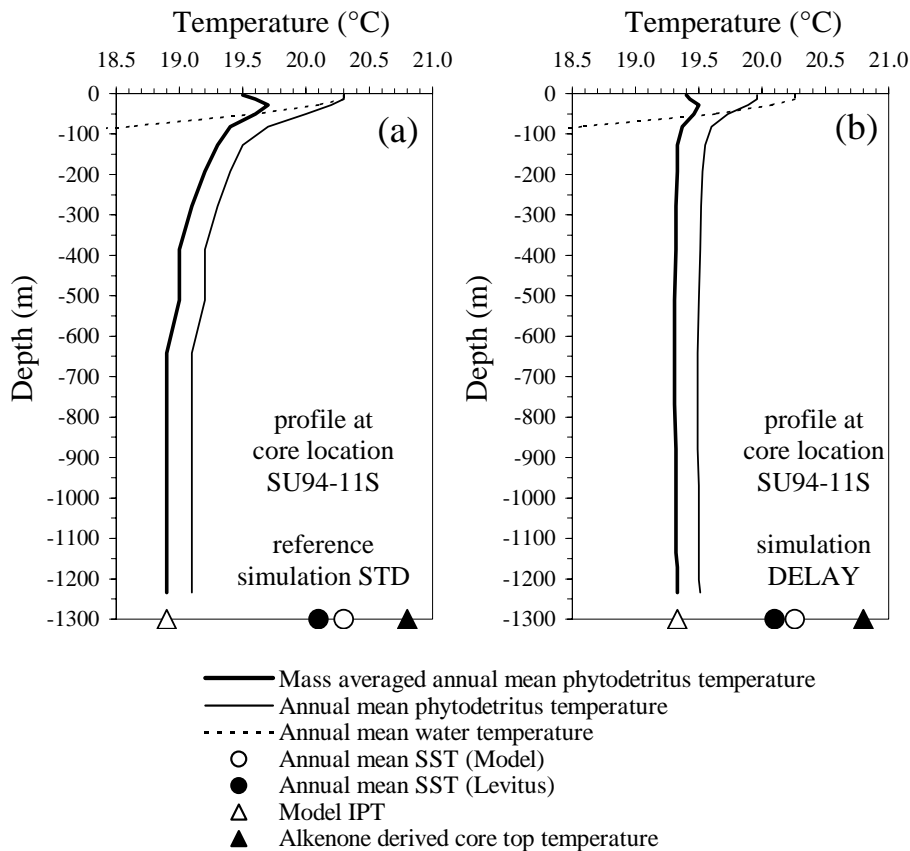 Temperature (°C)
18.5 19.0 19.5 20.0 20.5 21.0
0
-100
-200
-300
-400
-500
-600
-700
-800
-900
-1000
-1100
-1200
-1300
Depth (m)
(a)
profile at
core location
SU94-11S
reference
simulation STD
Temperature (°C)
18.5 19.0 19.5 20.0 20.5 21.0
0
-100
-200
-300
-400
-500
-600
-700
-800
-900
-1000
-1100
-1200
-1300
Depth (m)
(b)
profile at
core location
SU94-11S
simulation
DELAY
Mass averaged annual mean phytodetritus temperature
Annual mean phytodetritus temperature
Annual mean water temperature
Annual mean SST (Model)
Annual mean SST (Levitus)
Model IPT
Alkenone derived core top temperature